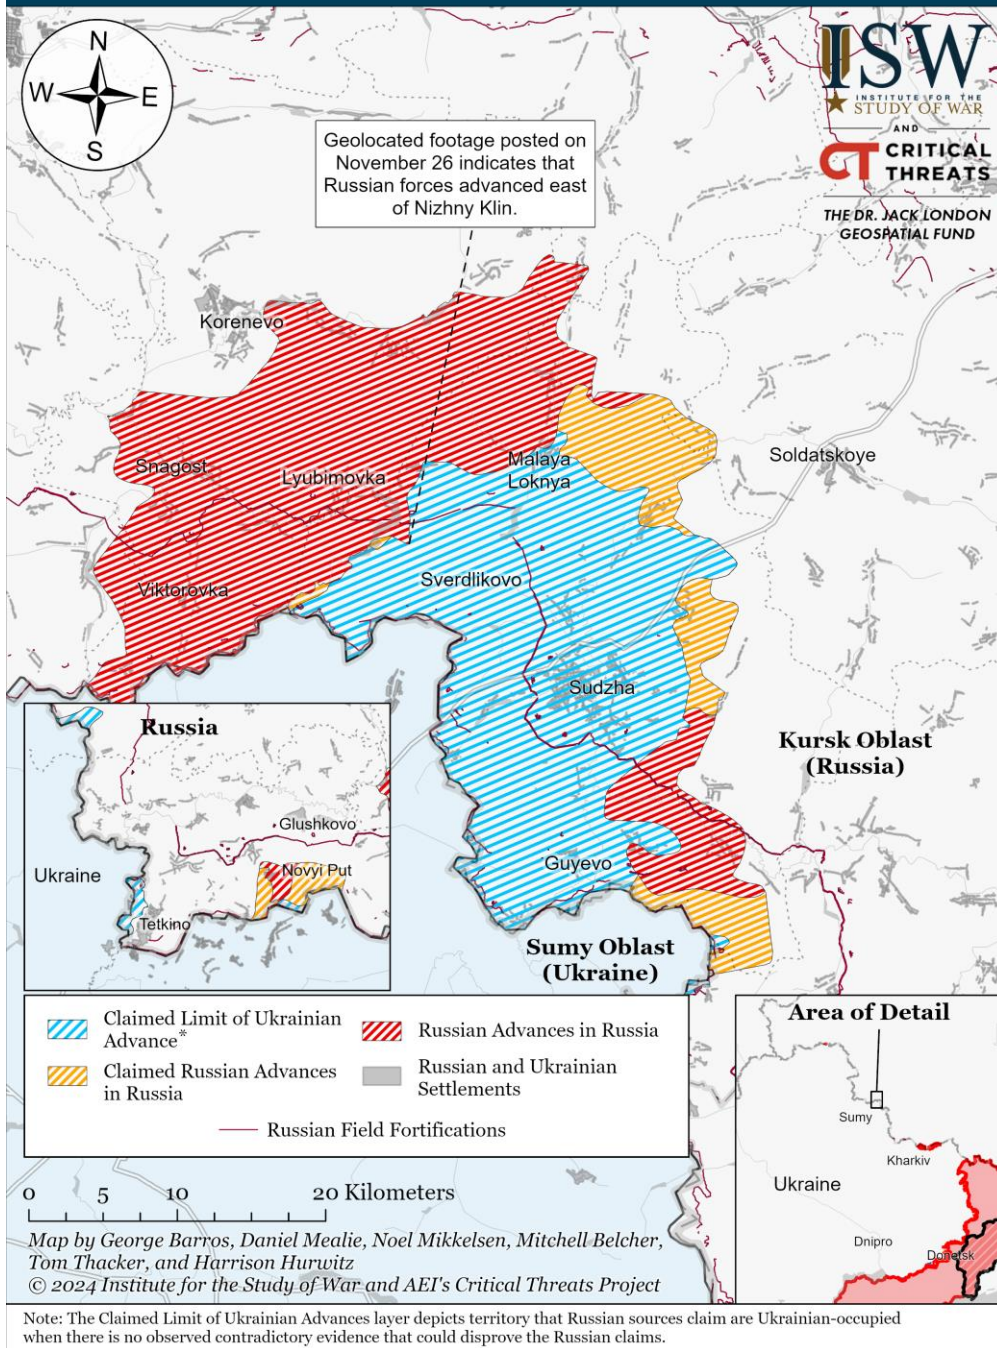 N
W
E
S
ISW
INSTITUTE FOR THE
STUDY OF WAR
AND
CT CRITICAL
THREATS
THE DR. JACK LONDON
GEOSPATIAL FUND
Geolocated footage posted on
November 26 indicates that
Russian forces advanced east
of Nizhny Klin.
Korenevo
Snagost
Lyubimovka
Malaya
Loknya
Soldatskoye
Viktorovka
Sverdlikovo
Sudzha
Kursk Oblast
(Russia)
Guyevo
Sumy Oblast
(Ukraine)
Russia
Glushkovo
Ukraine
Novyi Put
Tetkino
Claimed Limit of Ukrainian
Advance*
Russian Advances in Russia
Claimed Russian Advances
in Russia
Russian and Ukrainian
Settlements
Russian Field Fortifications
Area of Detail
Sumy
Kharkiv
Ukraine
Dnipro
Donetsk
0 5 10 20 Kilometers
Map by George Barros, Daniel Mealie, Noel Mikkelsen, Mitchell Belcher,
Tom Thacker, and Harrison Hurwitz
© 2024 Institute for the Study of War and AEI's Critical Threats Project
Note: The Claimed Limit of Ukrainian Advances layer depicts territory that Russian sources claim are Ukrainian-occupied
when there is no observed contradictory evidence that could disprove the Russian claims.